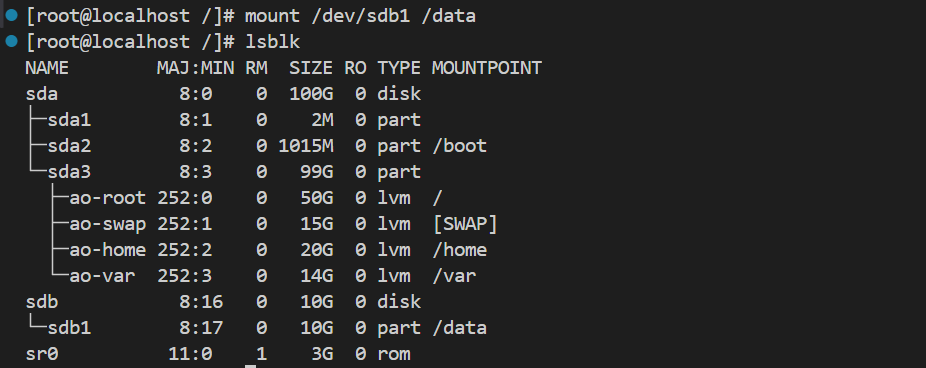 [root@localhost /]# mount /dev/sdb1 /data
[root@localhost /]# lsblk
NAME        MAJ:MIN RM  SIZE RO TYPE MOUNTPOINT
sda           8:0    0  100G  0 disk
├─sda1        8:1    0    2M  0 part
├─sda2        8:2    0 1015M  0 part /boot
└─sda3        8:3    0   99G  0 part
  ├─ao-root 252:0    0   50G  0 lvm  /
  ├─ao-swap 252:1    0   15G  0 lvm  [SWAP]
  ├─ao-home 252:2    0   20G  0 lvm  /home
  └─ao-var  252:3    0   14G  0 lvm  /var
sdb           8:16   0   10G  0 disk
└─sdb1        8:17   0   10G  0 part /data
sr0          11:0    1    3G  0 rom